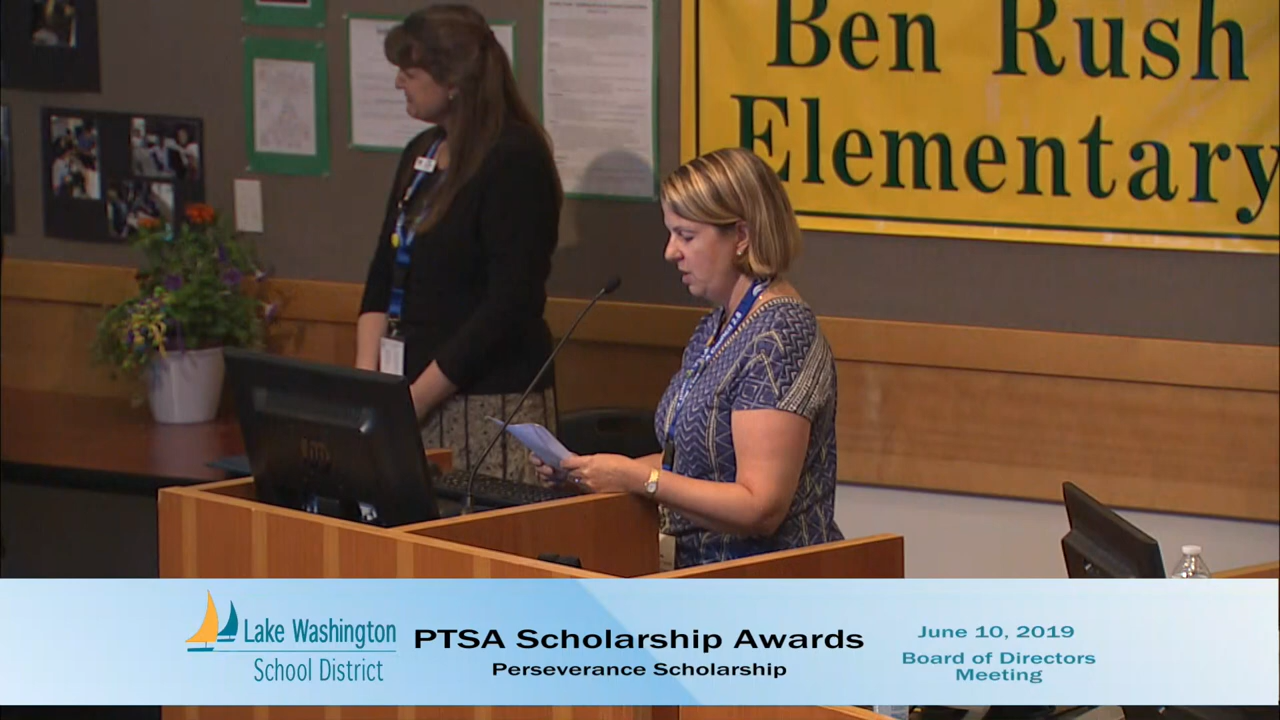 Ben Rush
Elementary
Lake Washington
School District
PTSA Scholarship Awards
Perseverance Scholarship
June 10, 2019
Board of Directors
Meeting